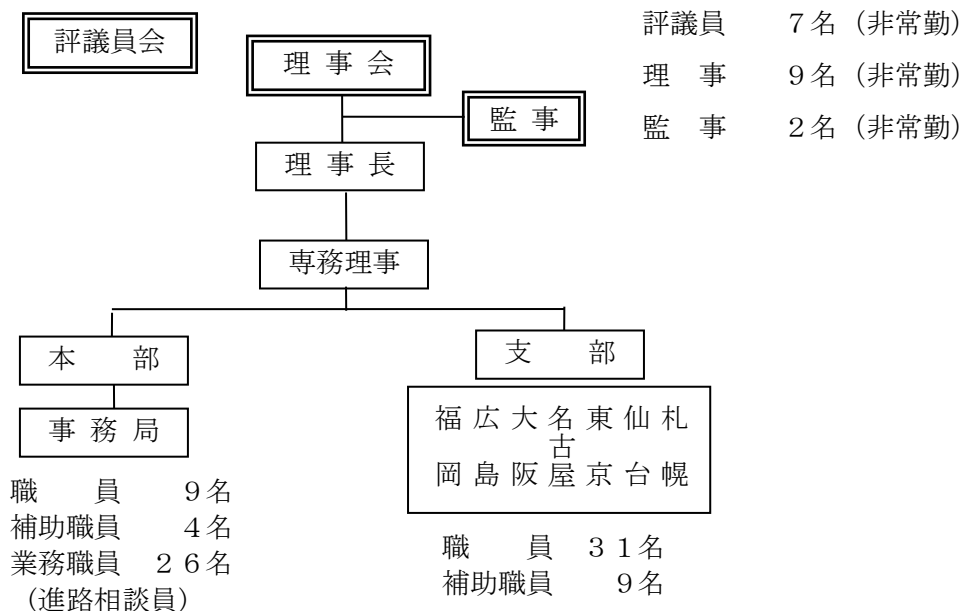 評議員会
理事会
監事
理事長
専務理事
評議員　７名（非常勤）
理　事　９名（非常勤）
監　事　２名（非常勤）
本　部
事務局
職　員　９名
補助職員　４名
業務職員　２６名
（進路相談員）
支　部
札幌
仙台
東京
名古屋
大阪
広島
福岡
職　員　３１名
補助職員　９名